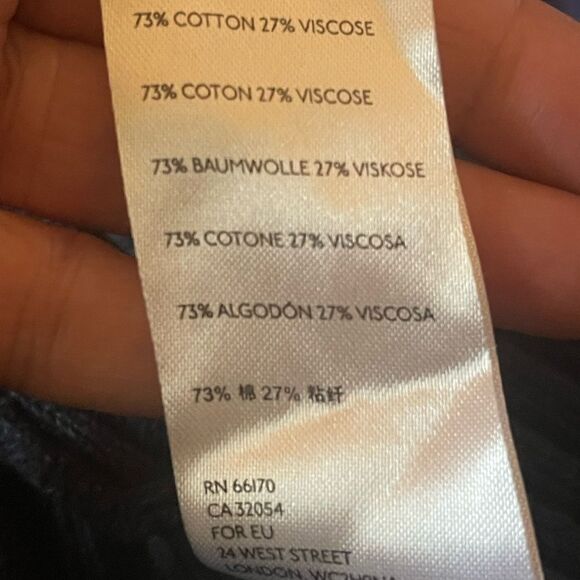 73% COTTON 27% VISCOSE
73% COTON 27% VISCOSE
73% BAUMWOLLE 27% VISKOSE
73% COTONE 27% VISCOSA
73% ALGODÓN 27% VISCOSA
73% 棉 27% 粘纤
RN 66170
CA 32054
FOR EU
24 WEST STREET
LONDON